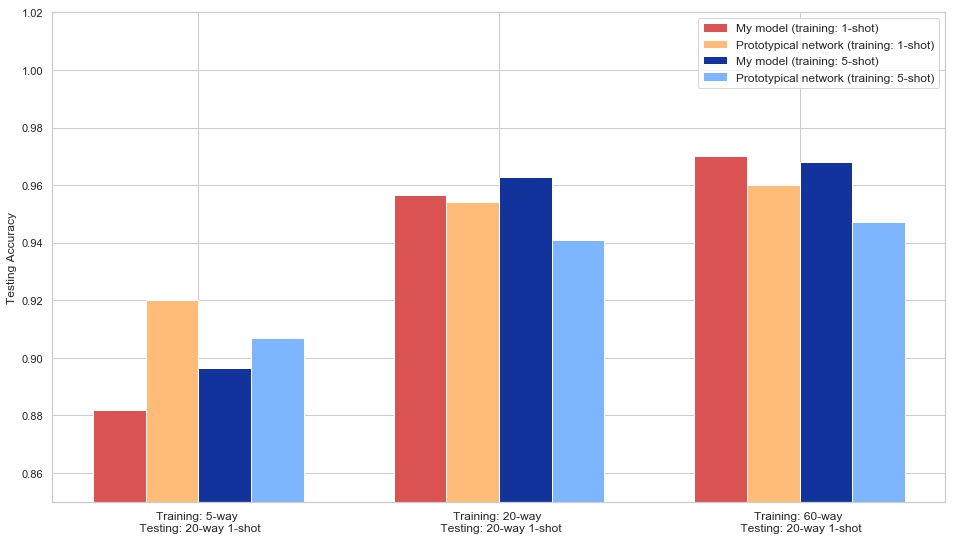 1.02
1.00
0.98
0.96
0.94
0.92
0.90
0.88
0.86
Testing Accuracy
My model (training: 1-shot)
Prototypical network (training: 1-shot)
My model (training: 5-shot)
Prototypical network (training: 5-shot)
Training: 5-way
Testing: 20-way 1-shot
Training: 20-way
Testing: 20-way 1-shot
Training: 60-way
Testing: 20-way 1-shot